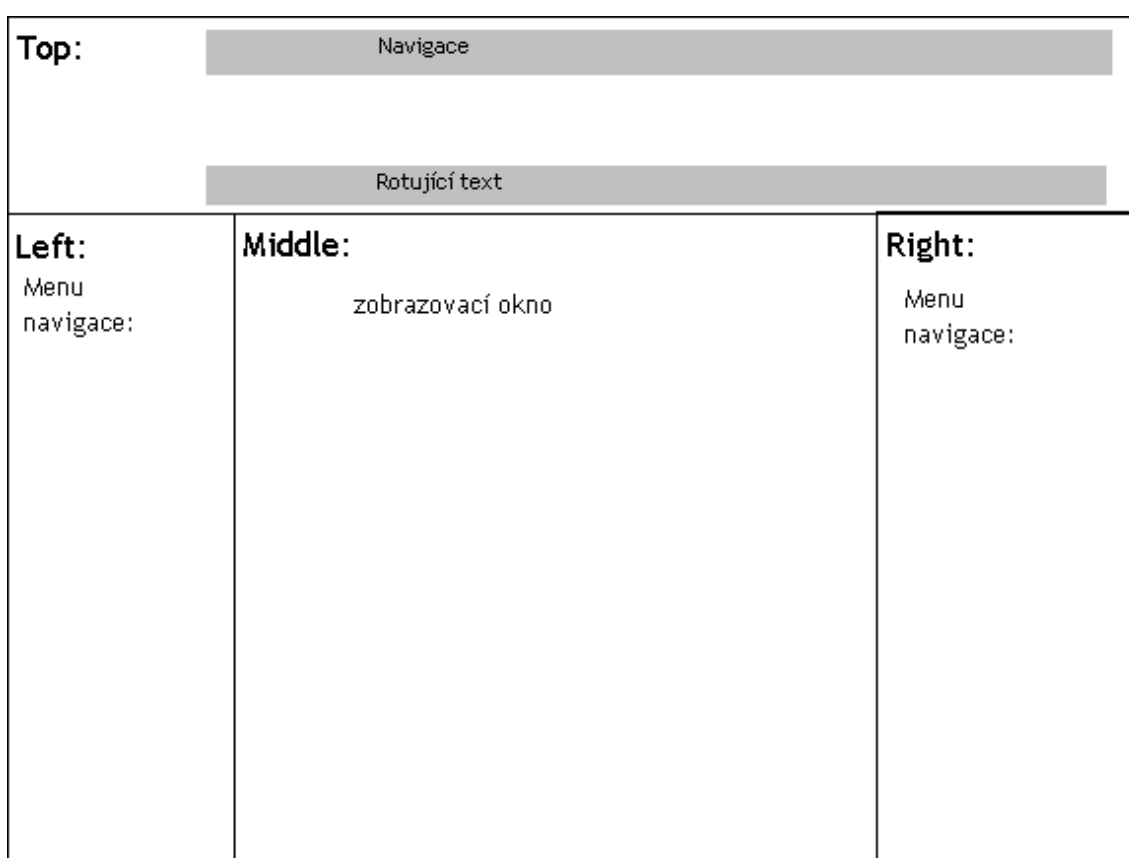 Top:
Navigace
Rotující text
Left:
Menu
navigace:
Middle:
zobrazovací okno
Right:
Menu
navigace: